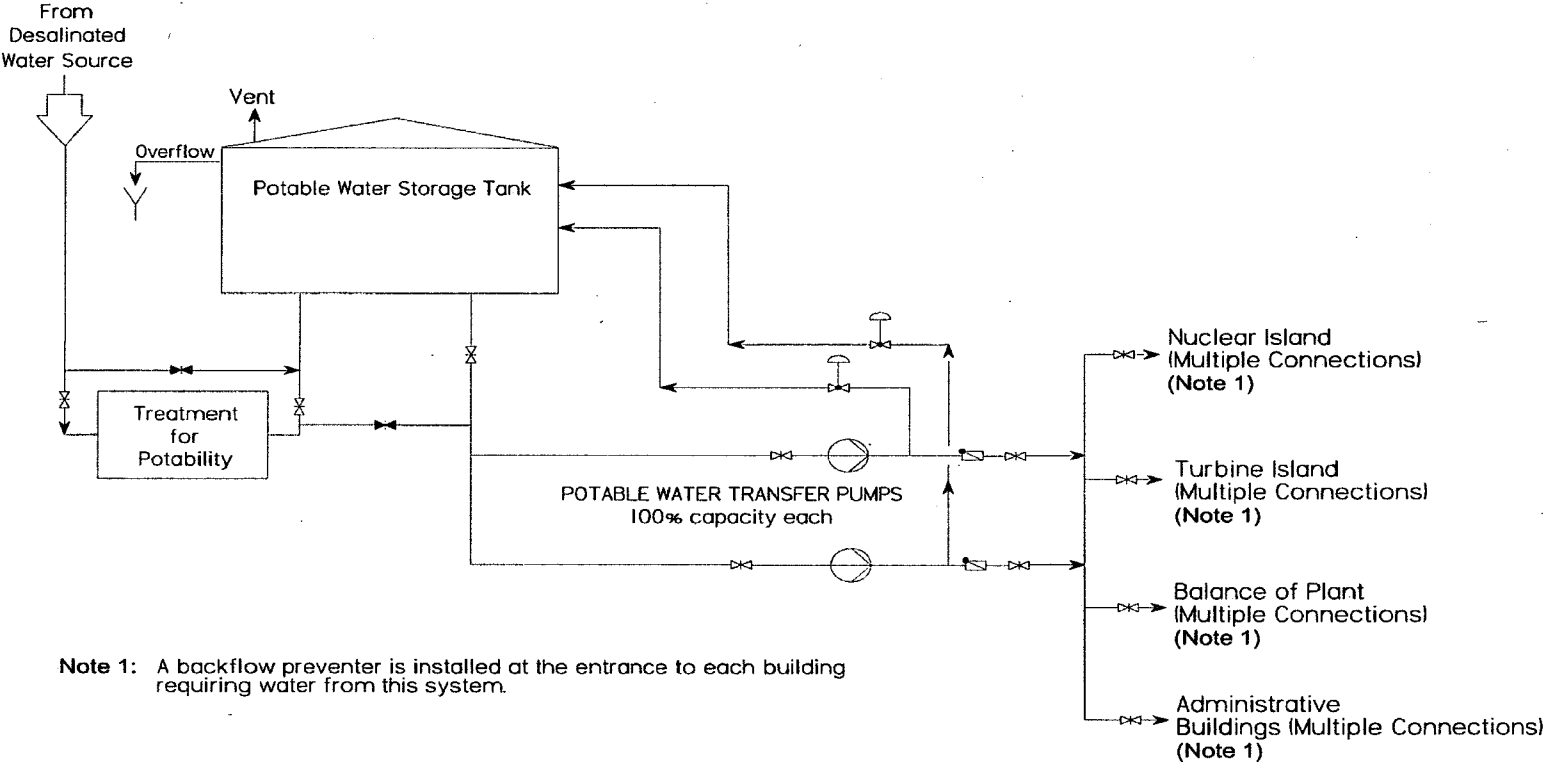 From
Desalinated
Water Source
Vent
Overflow
Potable Water Storage Tank
Treatment
for
Potability
POTABLE WATER TRANSFER PUMPS
100% capacity each
Nuclear Island
(Multiple Connections)
(Note 1)
Turbine Island
(Multiple Connections)
(Note 1)
Balance of Plant
(Multiple Connections)
(Note 1)
Administrative
Buildings (Multiple Connections)
(Note 1)
Note 1: A backflow preventer is installed at the entrance to each building
requiring water from this system.